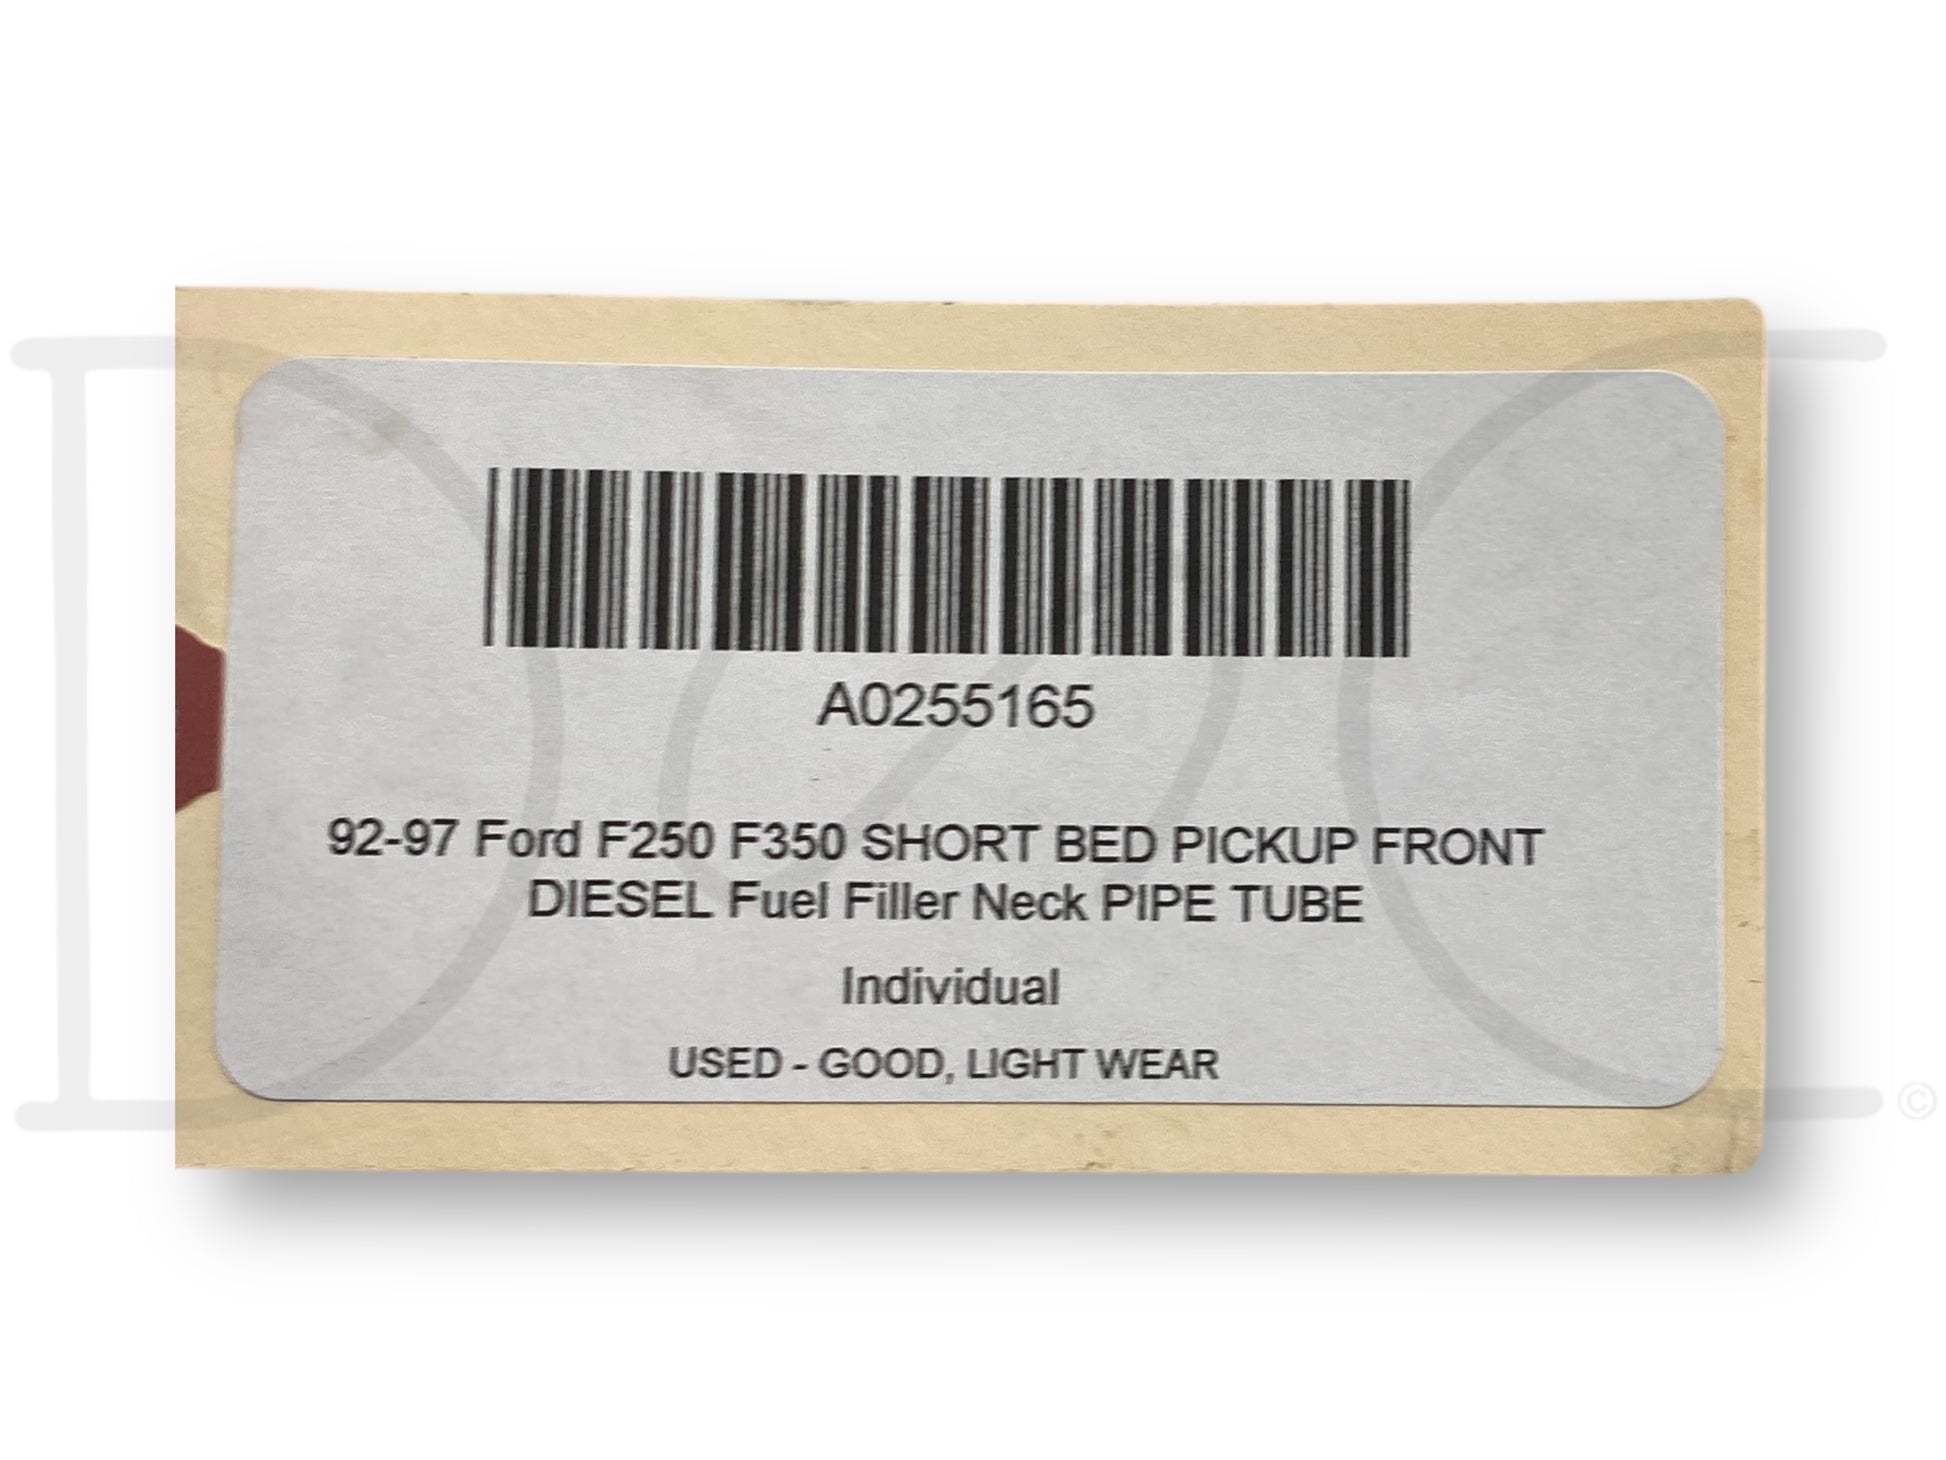 A0255165
92-97 Ford F250 F350 SHORT BED PICKUP FRONT
DIESEL Fuel Filler Neck PIPE TUBE
Individual
USED - GOOD, LIGHT WEAR
©